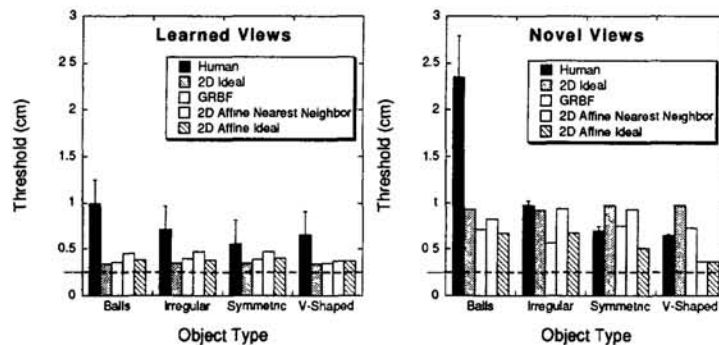 Learned Views
Human
2D Ideal
GRBF
2D Affine Nearest Neighbor
2D Affine Ideal
Threshold (cm)
3
2.5
2
1.5
1
0.5
0
Balls
Irregular
Symmetric
V-Shaped
Object Type
Novel Views
Human
2D Ideal
GRBF
2D Affine Nearest Neighbor
2D Affine Ideal
Threshold (cm)
3
2.5
2
1.5
1
0.5
0
Balls
Irregular
Symmetric
V-Shaped
Object Type